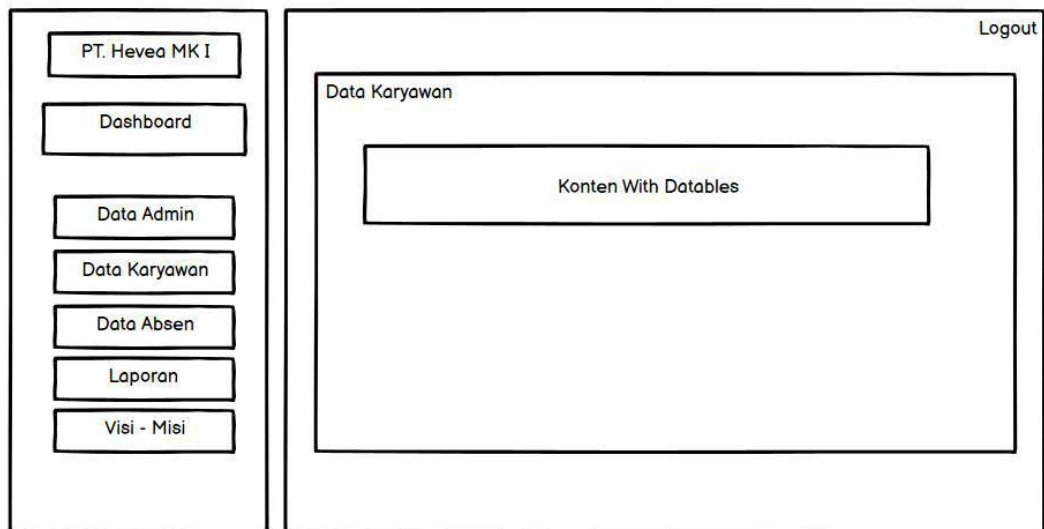 PT. Hevea MK I
Dashboard
Data Admin
Data Karyawan
Data Absen
Laporan
Visi - Misi
Logout
Data Karyawan
Konten With Datables